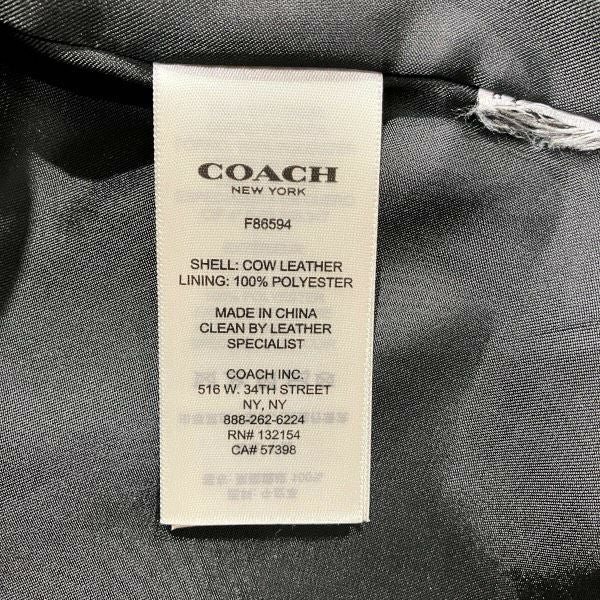 COACH
NEW YORK
F86594
SHELL: COW LEATHER
LINING: 100% POLYESTER
MADE IN CHINA
CLEAN BY LEATHER
SPECIALIST
COACH INC.
516 W. 34TH STREET
NY, NY
888-262-6224
RN# 132154
CA# 57398